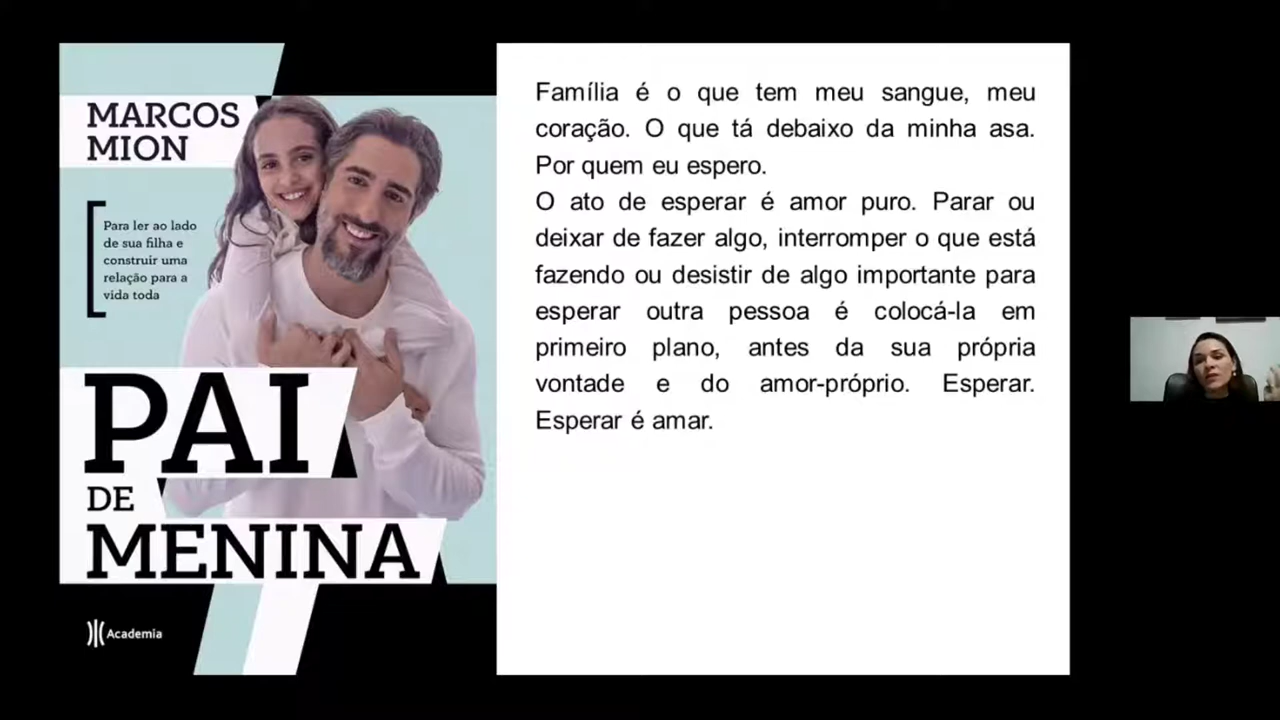 MARCOS
MION
Para ler ao lado
de sua filha e
construir uma
relação para a
vida toda
PAI
DE
MENINA
Academia
Família é o que tem meu sangue, meu
coração. O que tá debaixo da minha asa.
Por quem eu espero.
O ato de esperar é amor puro. Parar ou
deixar de fazer algo, interromper o que está
fazendo ou desistir de algo importante para
esperar outra pessoa é colocá-la em
primeiro plano, antes da sua própria
vontade e do amor-próprio. Esperar.
Esperar é amar.